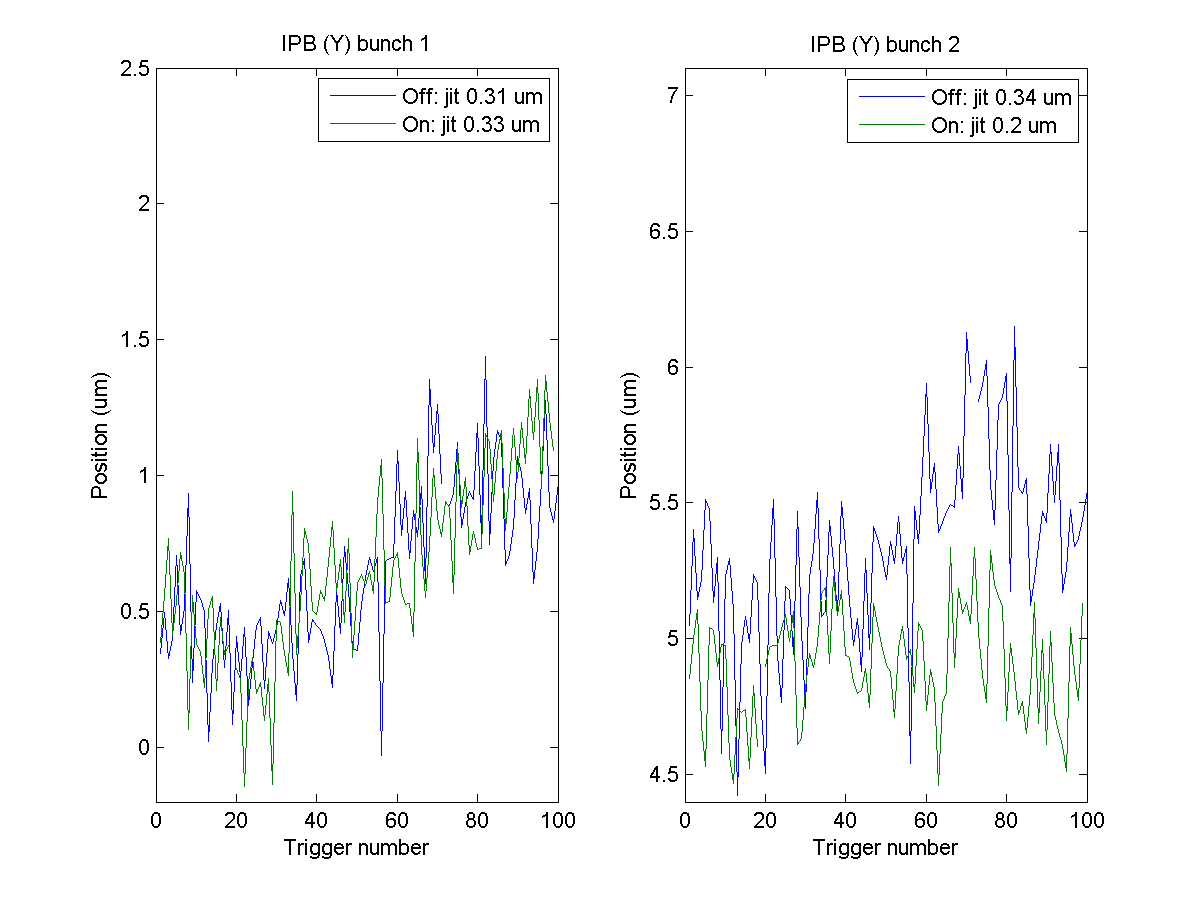 IPB (Y) bunch 1
2.5
2
1.5
1
0.5
0
Position (um)
Off: jit 0.31 um
On: jit 0.33 um
0 20 40 60 80 100
Trigger number
IPB (Y) bunch 2
7
6.5
6
5.5
5
4.5
Position (um)
Off: jit 0.34 um
On: jit 0.2 um
0 20 40 60 80 100
Trigger number